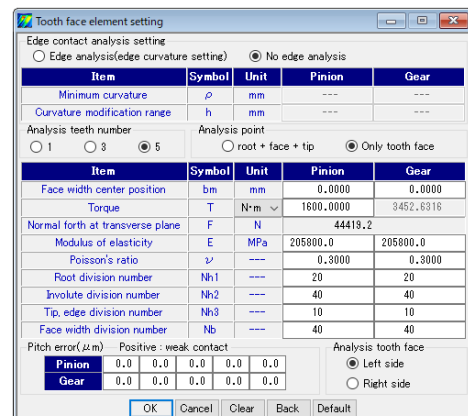 Tooth face element setting
Edge contact analysis setting
Edge analysis(edge curvature setting) No edge analysis
Item Symbol Unit Pinion Gear
Minimum curvature ρ mm --- ---
Curvature modification range h mm --- ---
Analysis teeth number Analysis point
1 3 5 root + face + tip Only tooth face
Item Symbol Unit Pinion Gear
Face width center position bm mm 0.0000 0.0000
Torque T N・m 1600.0000 3452.6316
Normal forth at transverse plane F N 44419.2
Modulus of elasticity E MPa 205800.0 205800.0
Poisson's ratio ν --- 0.3000 0.3000
Root division number Nh1 --- 20 20
Involute division number Nh2 --- 40 40
Tip, edge division number Nh3 --- 10 10
Face width division number Nb --- 40 40
Pitch error(μm) Positive : weak contact Analysis tooth face
Pinion 0.0 0.0 0.0 0.0 0.0 Left side
Gear 0.0 0.0 0.0 0.0 0.0 Right side
OK Cancel Clear Back Default